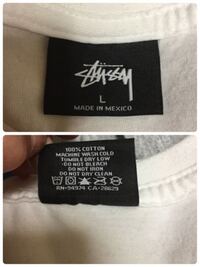 STÜSSY
L
MADE IN MEXICO
100% COTTON
MACHINE WASH COLD
TUMBLE DRY LOW
·DO NOT BLEACH
·DO NOT IRON
·DO NOT DRY CLEAN
RN-94974 CA-28629